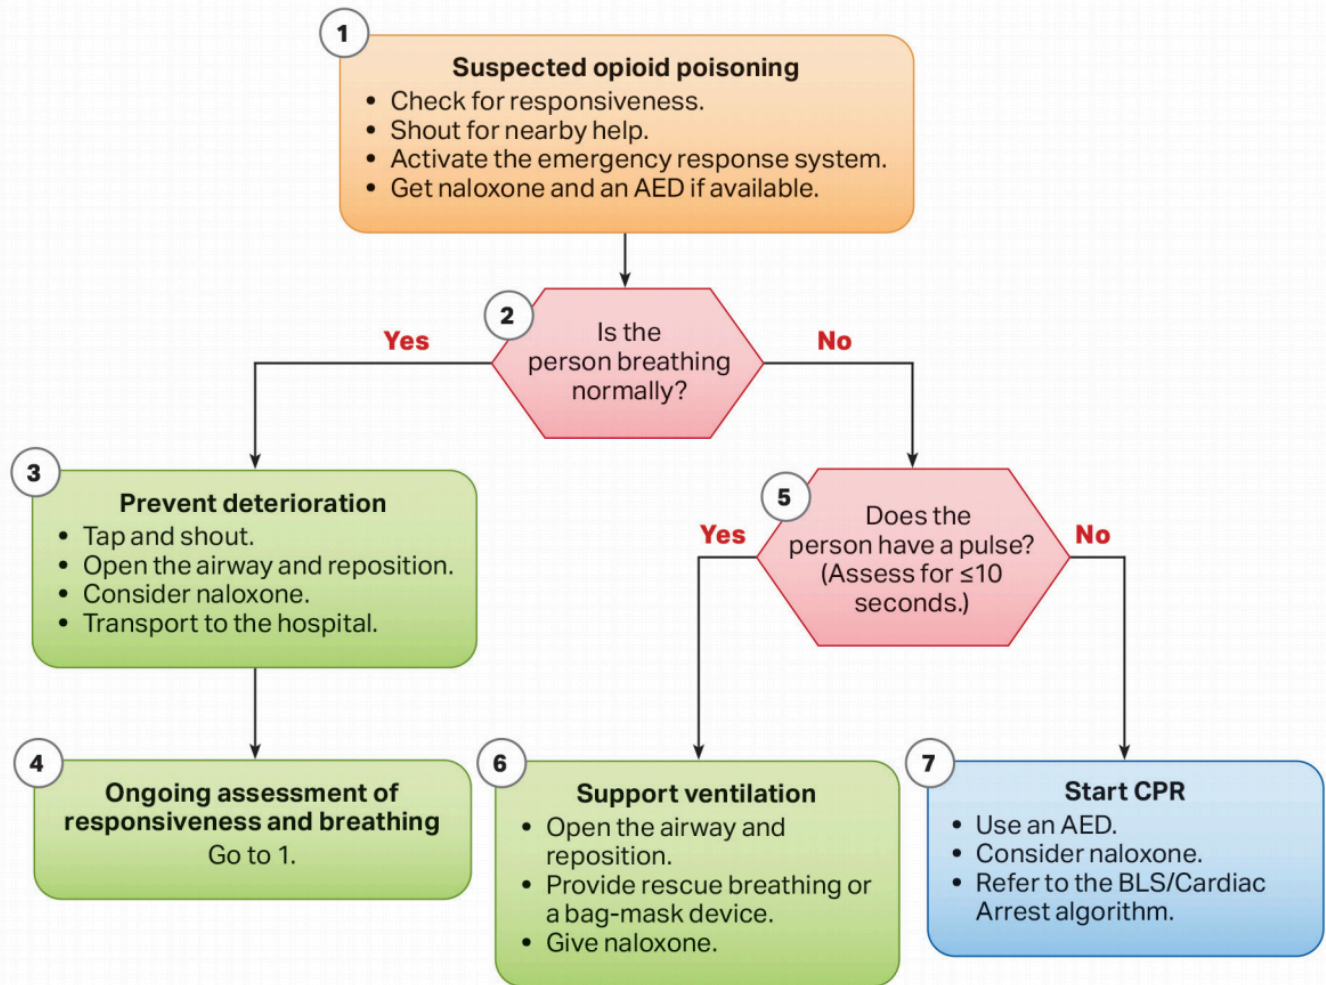 1
Suspected opioid poisoning
• Check for responsiveness.
• Shout for nearby help.
• Activate the emergency response system.
• Get naloxone and an AED if available.
2
Is the
person breathing
normally?
Yes
No
3
Prevent deterioration
• Tap and shout.
• Open the airway and reposition.
• Consider naloxone.
• Transport to the hospital.
4
Ongoing assessment of
responsiveness and breathing
Go to 1.
5
Does the
person have a pulse?
(Assess for ≤10
seconds.)
Yes
No
6
Support ventilation
• Open the airway and
reposition.
• Provide rescue breathing or
a bag-mask device.
• Give naloxone.
7
Start CPR
• Use an AED.
• Consider naloxone.
• Refer to the BLS/Cardiac
Arrest algorithm.